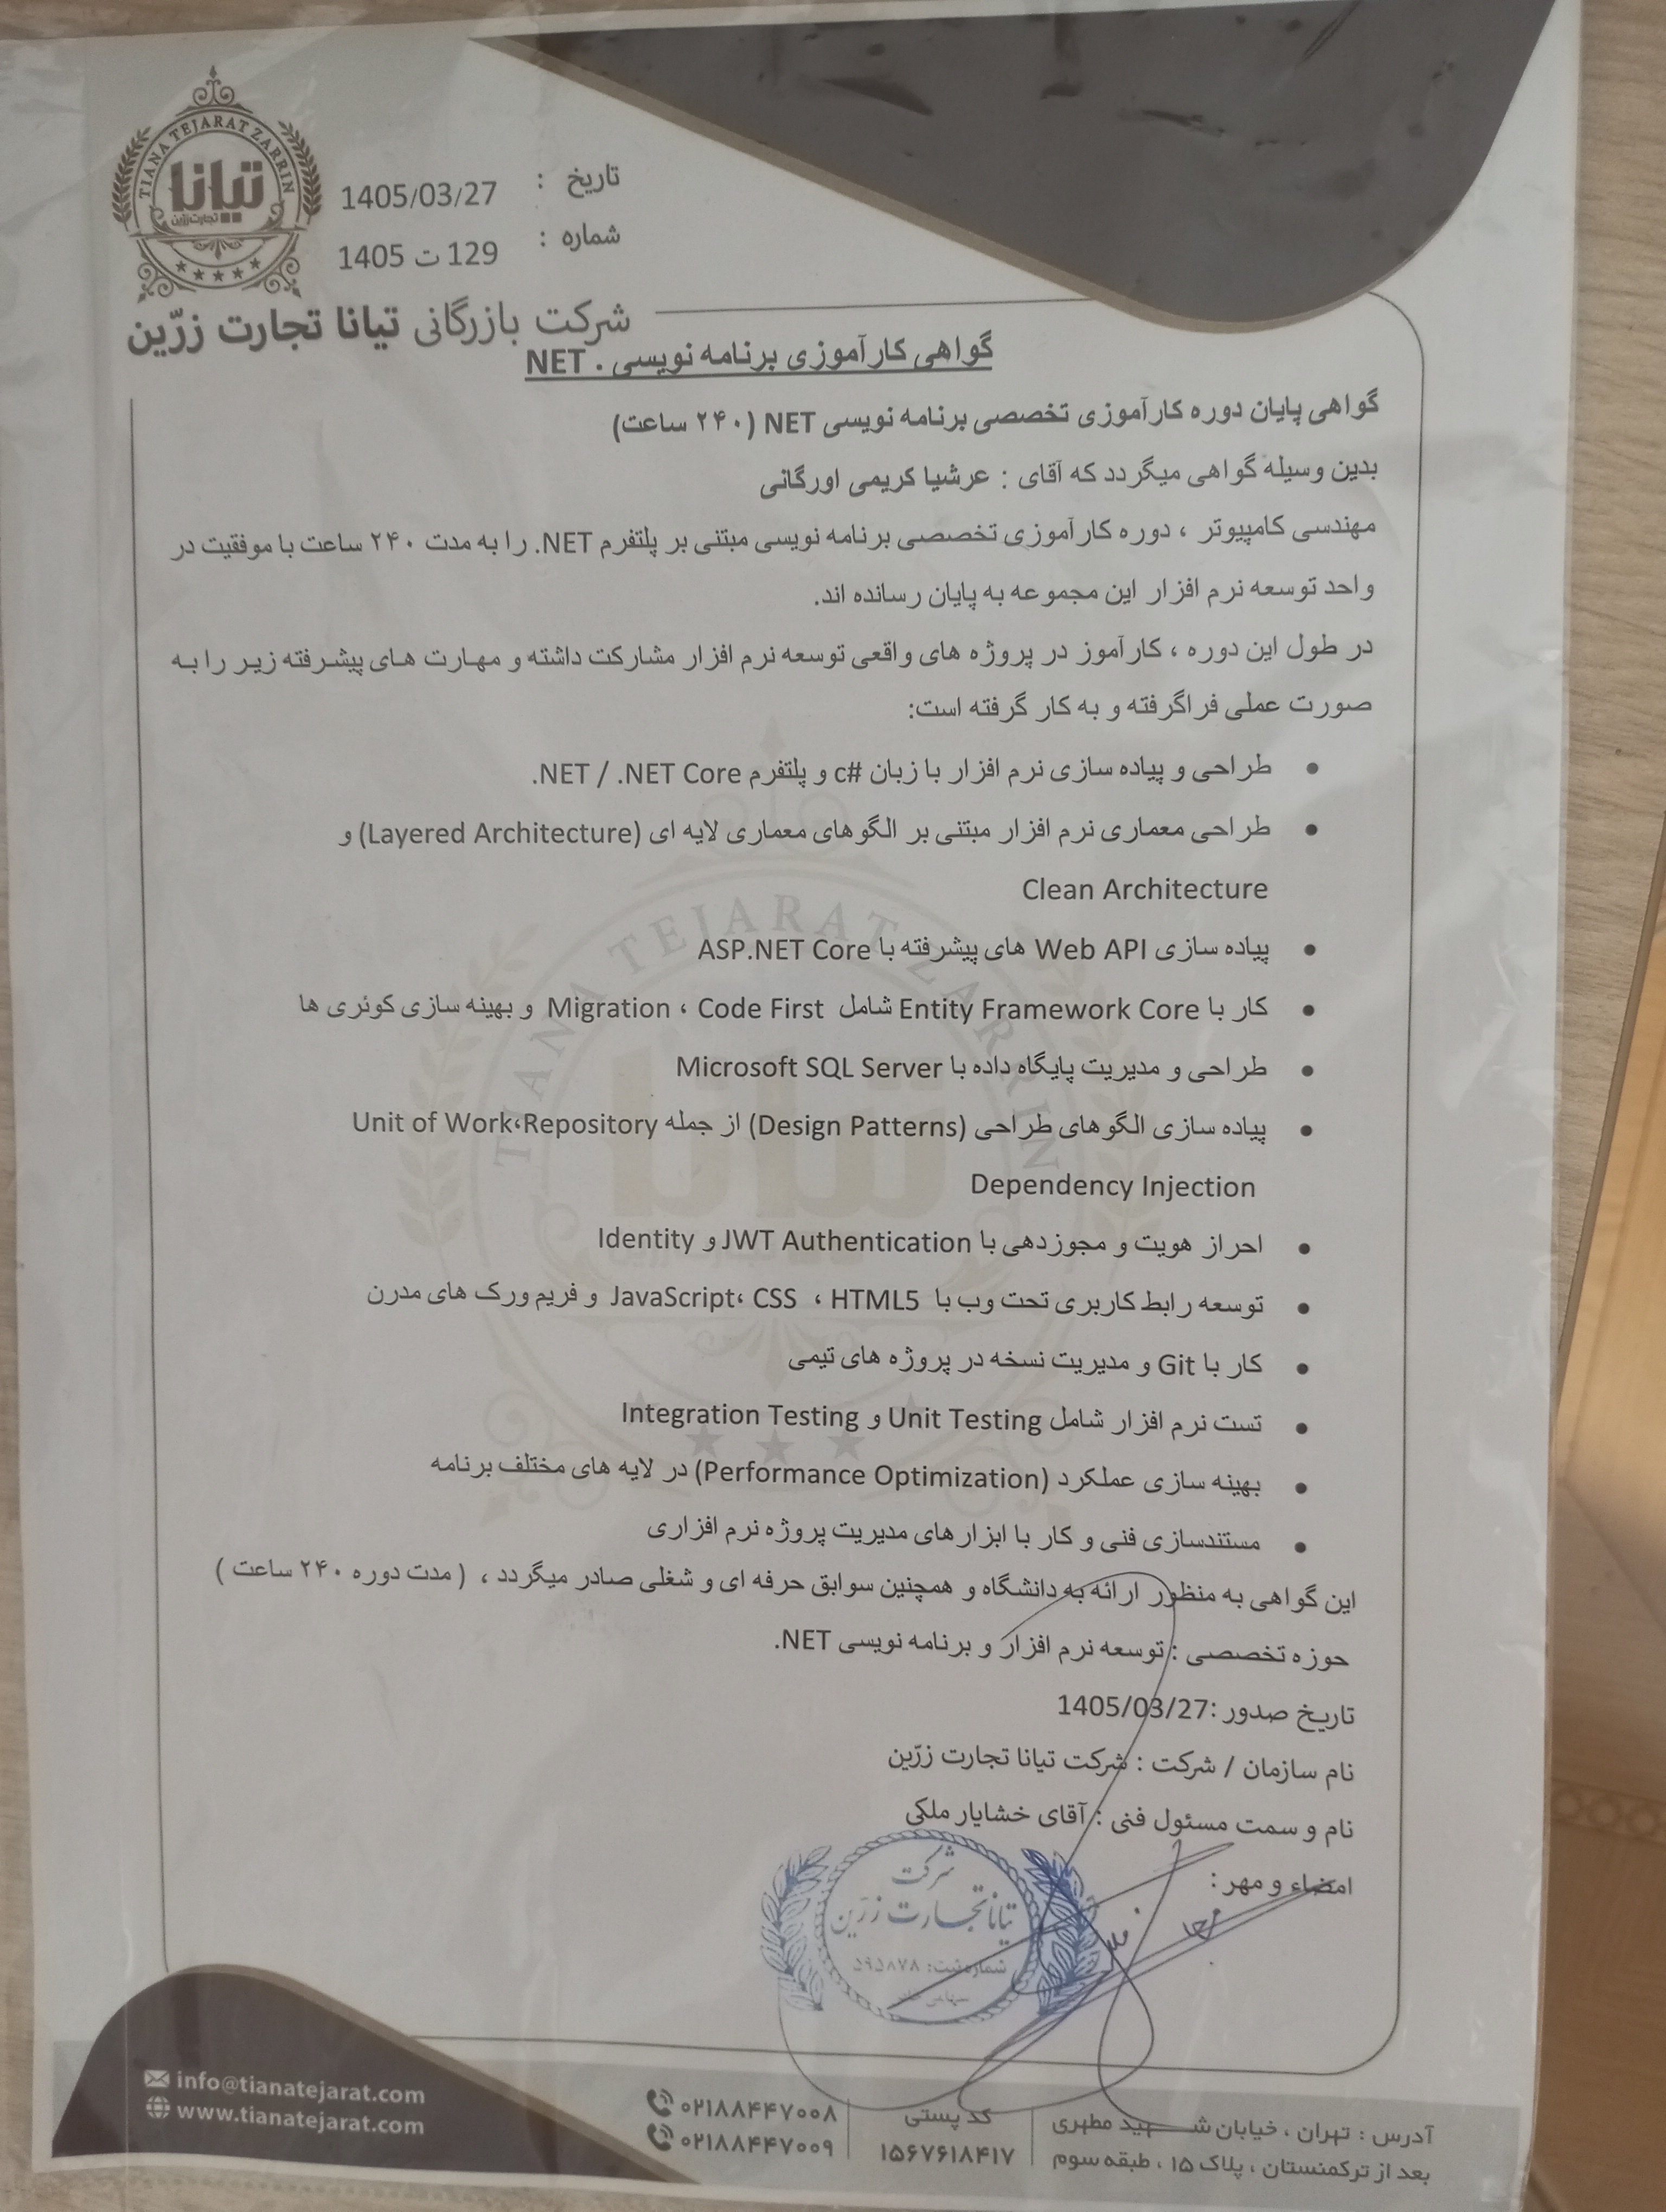 TIANA TEJARAT ZARRIN
تیانا
تجارت زرین
تاریخ : 1405/03/27
شماره : 129 ت 1405
شرکت بازرگانی تیانا تجارت زرّین
گواهی کارآموزی برنامه نویسی . NET
گواهی پایان دوره کارآموزی تخصصی برنامه نویسی NET (۲۴۰ ساعت)
بدین وسیله گواهی میگردد که آقای : عرشیا کریمی اورگانی
مهندسی کامپیوتر ، دوره کارآموزی تخصصی برنامه نویسی مبتنی بر پلتفرم NET. را به مدت ۲۴۰ ساعت با موفقیت در
واحد توسعه نرم افزار این مجموعه به پایان رسانده اند.
در طول این دوره ، کارآموز در پروژه های واقعی توسعه نرم افزار مشارکت داشته و مهارت های پیشرفته زیر را به
صورت عملی فراگرفته و به کار گرفته است:
• طراحی و پیاده سازی نرم افزار با زبان c# و پلتفرم NET / .NET Core.
• طراحی معماری نرم افزار مبتنی بر الگوهای معماری لایه ای (Layered Architecture) و
Clean Architecture
• پیاده سازی Web API های پیشرفته با ASP.NET Core
• کار با Entity Framework Core شامل Migration ، Code First و بهینه سازی کوئری ها
• طراحی و مدیریت پایگاه داده با Microsoft SQL Server
• پیاده سازی الگوهای طراحی (Design Patterns) از جمله Unit of Work،Repository
Dependency Injection
• احراز هویت و مجوزدهی با JWT Authentication و Identity
• توسعه رابط کاربری تحت وب با JavaScript، CSS ، HTML5 و فریم ورک های مدرن
• کار با Git و مدیریت نسخه در پروژه های تیمی
• تست نرم افزار شامل Unit Testing و Integration Testing
• بهینه سازی عملکرد (Performance Optimization) در لایه های مختلف برنامه
• مستندسازی فنی و کار با ابزارهای مدیریت پروژه نرم افزاری
این گواهی به منظور ارائه به دانشگاه و همچنین سوابق حرفه ای و شغلی صادر میگردد ، ( مدت دوره ۲۴۰ ساعت )
حوزه تخصصی : توسعه نرم افزار و برنامه نویسی NET.
تاریخ صدور :1405/03/27
نام سازمان / شرکت : شرکت تیانا تجارت زرّین
نام و سمت مسئول فنی : آقای خشایار ملکی
امضاء و مهر :
شرکت
تیانا تجارت زرّین
شماره ثبت: ۵۹۵۸۷۸
آدرس : تهران ، خیابان شهید مطهری
بعد از ترکمنستان ، پلاک ۱۵ ، طبقه سوم
کد پستی
۱۵۶۷۶۱۸۴۱۷
۰۲۱۸۸۴۴۷۰۰۸
۰۲۱۸۸۴۴۷۰۰۹
info@tianatejarat.com
www.tianatejarat.com